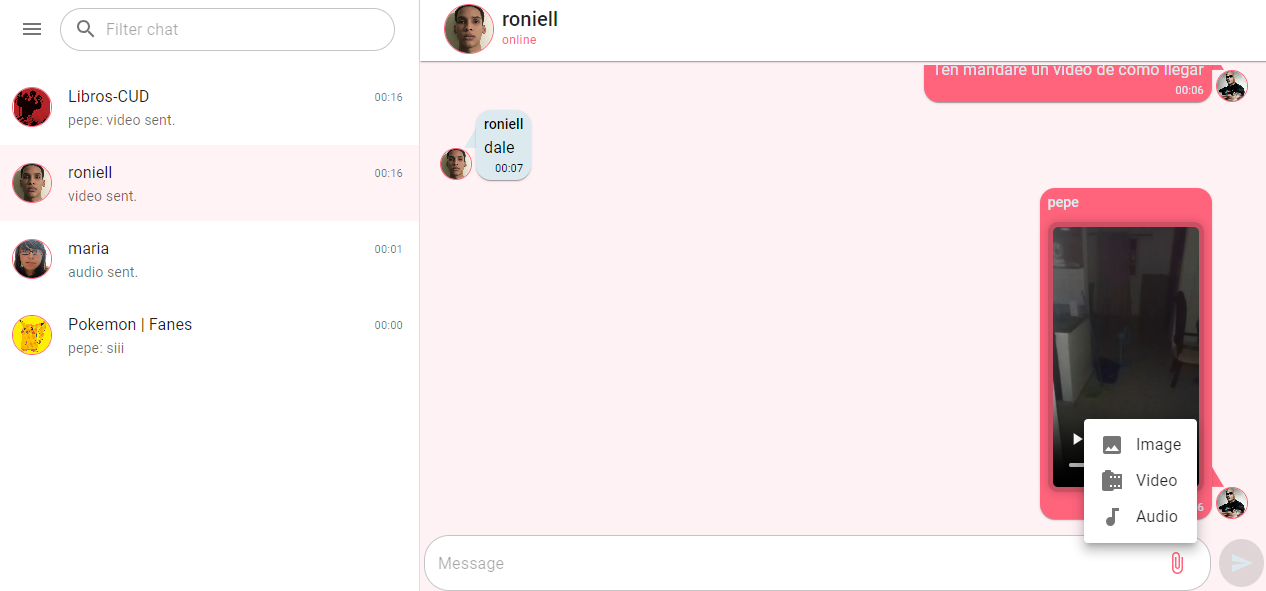 Filter chat
Libros-CUD 00:16
pepe: video sent.
roniell 00:16
video sent.
maria 00:01
audio sent.
Pokemon | Fanes 00:00
pepe: siii
roniell
online
Ten mandare un video de como llegar
00:06
roniell
dale
00:07
pepe
Image
Video
Audio
6
Message